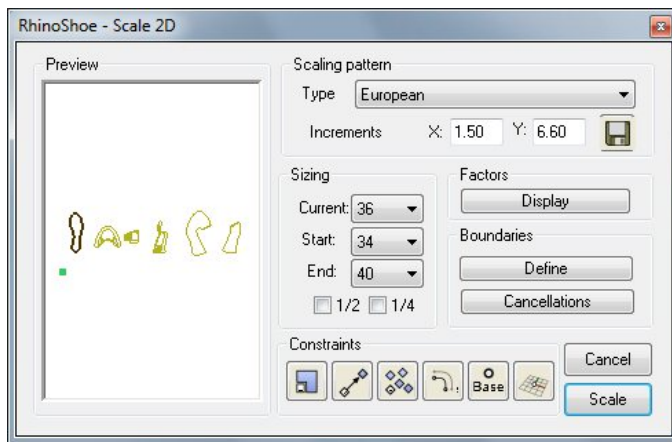 RhinoShoe - Scale 2D
Preview
Scaling pattern
Type European
Increments X: 1.50 Y: 6.60
Sizing
Current: 36
Start: 34
End: 40
1/2 1/4
Factors
Display
Boundaries
Define
Cancellations
Constraints
Base
Cancel
Scale